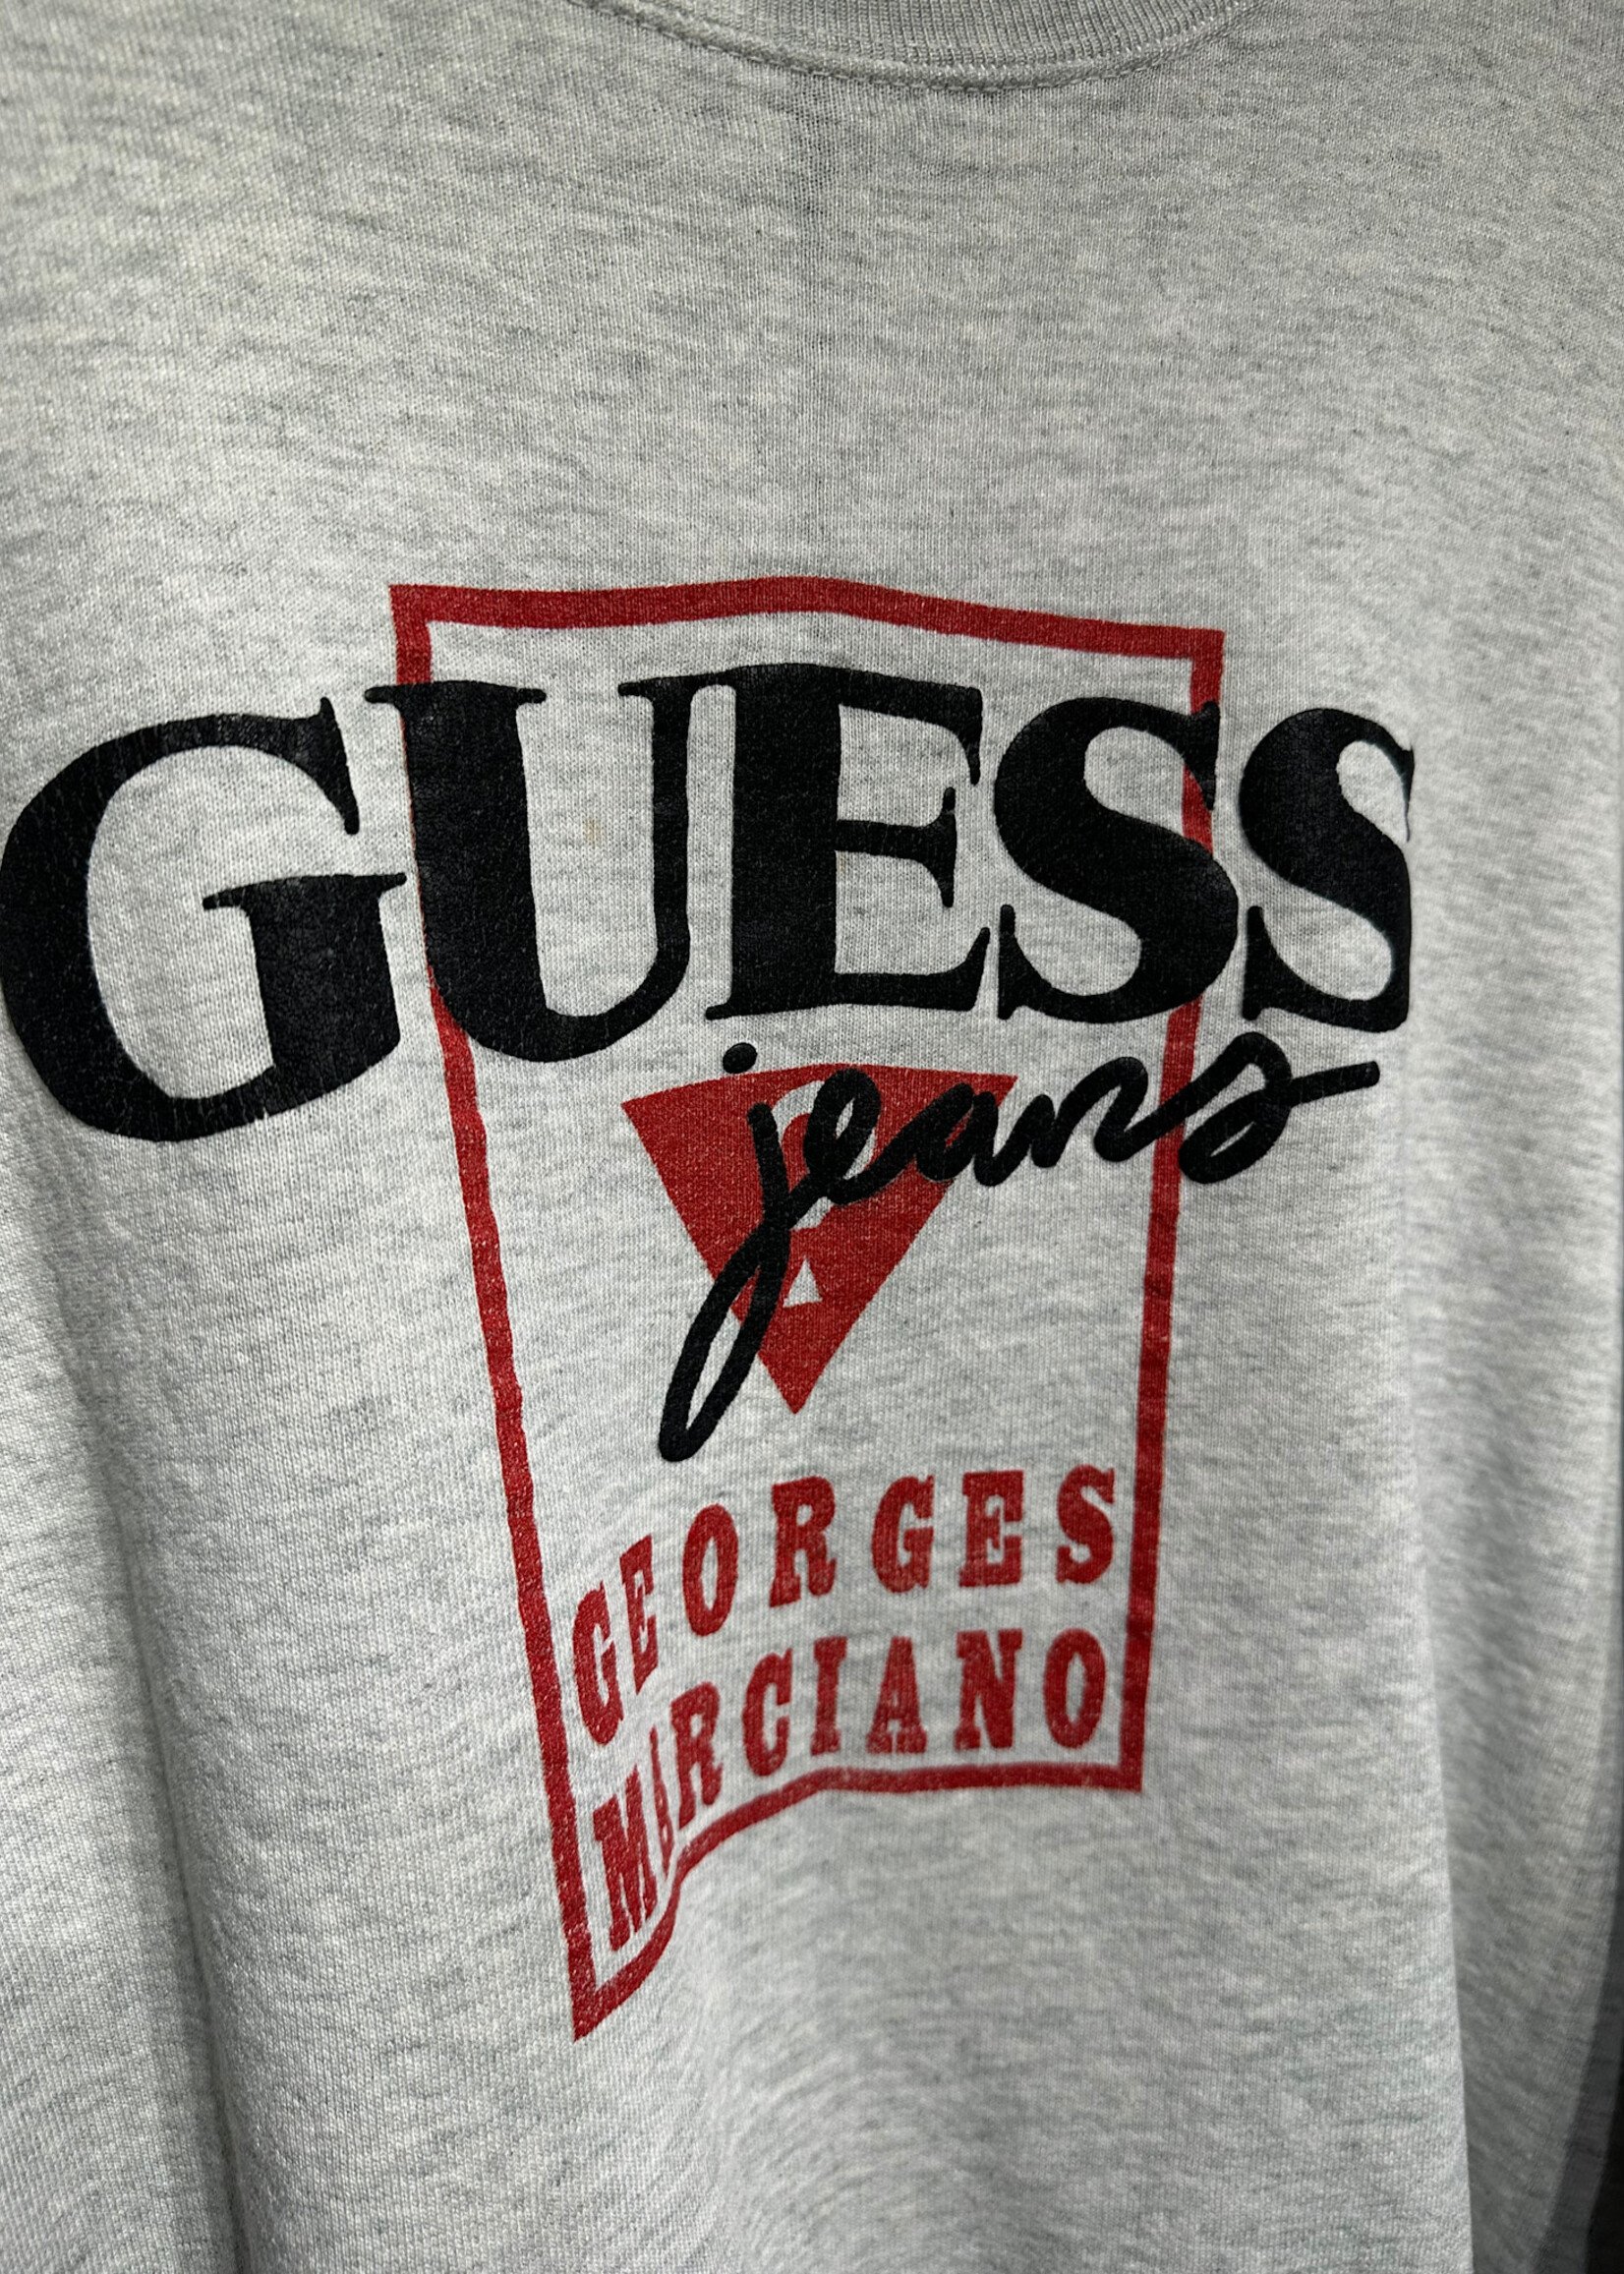 GUESS
jeans
?
GEORGES
MARCIANO